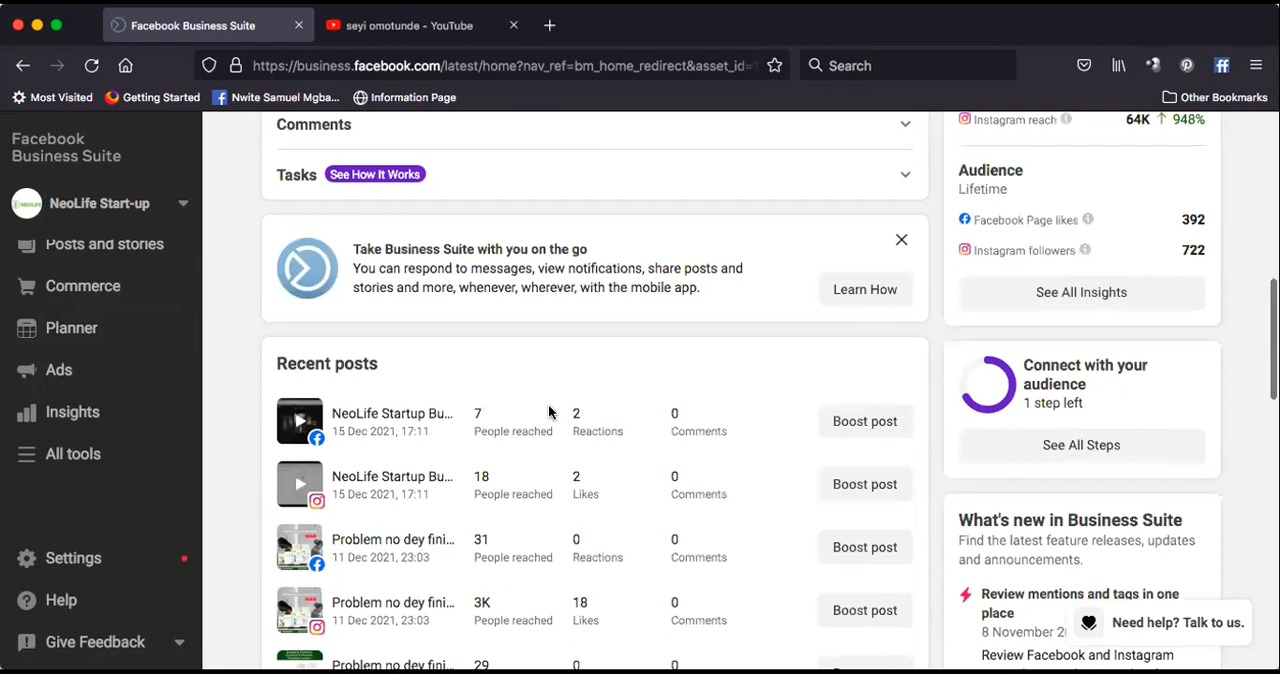 Facebook Business Suite
seyi omotunde - YouTube
https://business.facebook.com/latest/home?nav_ref=bm_home_redirect&asset_id=
Search
Most Visited
Getting Started
Nwite Samuel Mgba...
Information Page
Other Bookmarks
Facebook
Business Suite
NeoLife Start-up
Posts and stories
Commerce
Planner
Ads
Insights
All tools
Settings
Help
Give Feedback
Comments
Tasks See How It Works
Take Business Suite with you on the go
You can respond to messages, view notifications, share posts and
stories and more, whenever, wherever, with the mobile app.
Learn How
Recent posts
NeoLife Startup Bu... 7 2 0
15 Dec 2021, 17:11 People reached Reactions Comments
Boost post
NeoLife Startup Bu... 18 2 0
15 Dec 2021, 17:11 People reached Likes Comments
Boost post
Problem no dey fini... 31 0 0
11 Dec 2021, 23:03 People reached Reactions Comments
Boost post
Problem no dey fini... 3K 18 0
11 Dec 2021, 23:03 People reached Likes Comments
Boost post
Problem no dey fini... 29 0 0
Instagram reach 64K ↑ 948%
Audience
Lifetime
Facebook Page likes 392
Instagram followers 722
See All Insights
Connect with your
audience
1 step left
See All Steps
What's new in Business Suite
Find the latest feature releases, updates
and announcements.
Review mentions and tags in one
place
8 November
Review Facebook and Instagram
Need help? Talk to us.